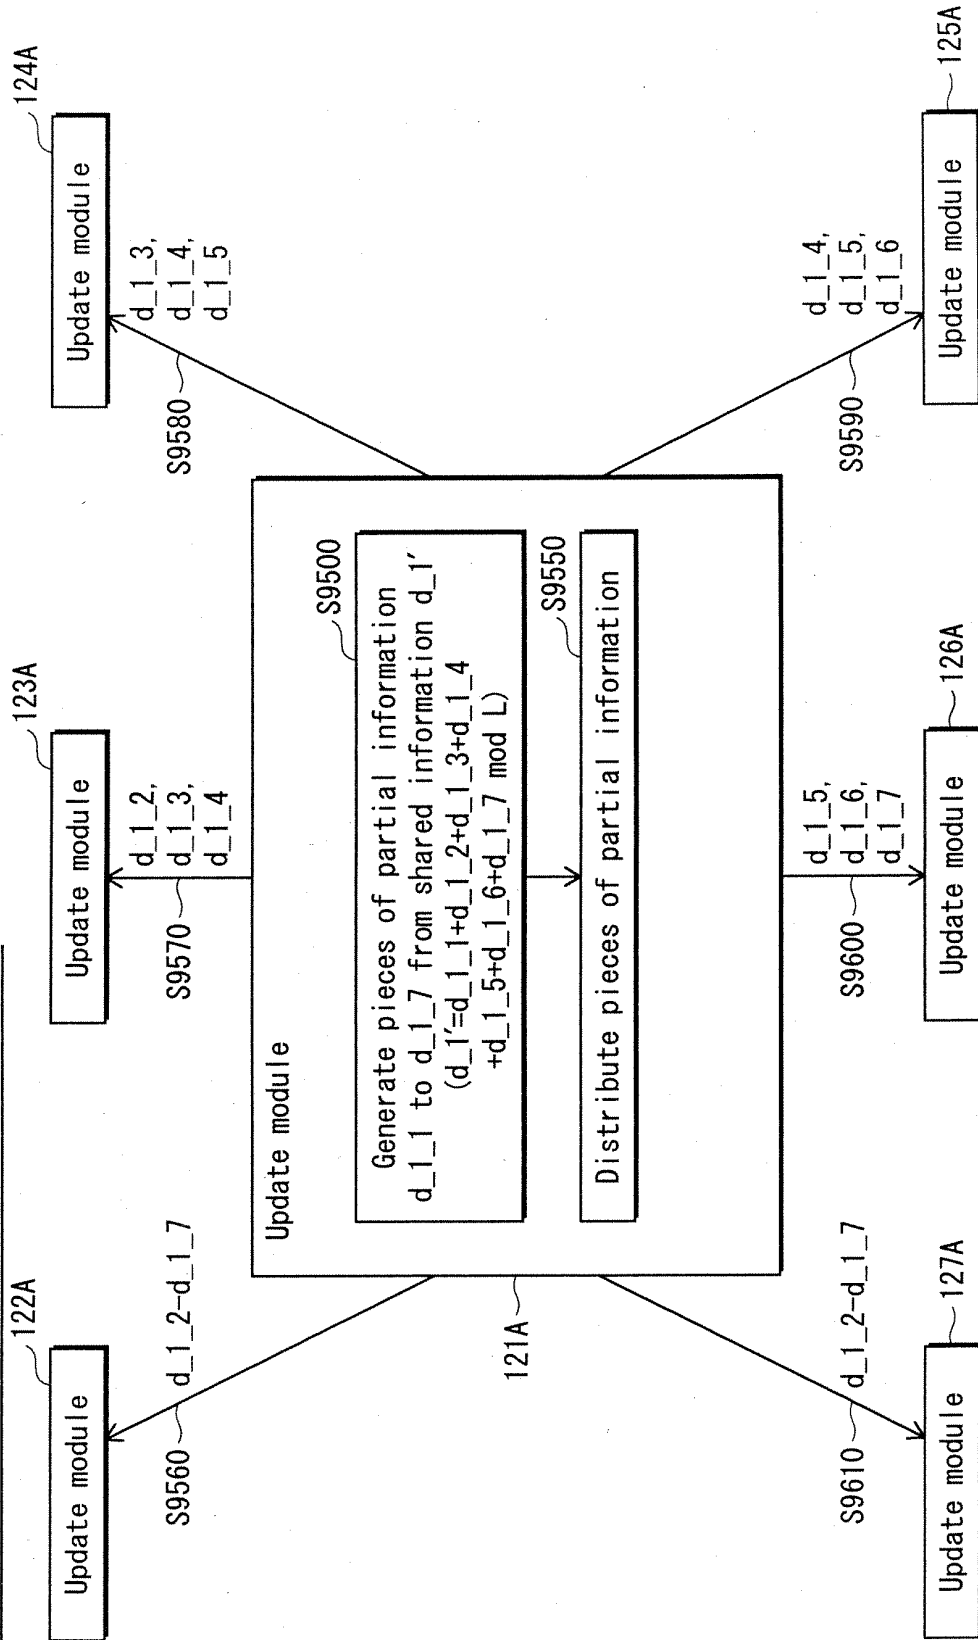 122A
Update module
123A
Update module
124A
Update module
S9560
d_1_2-d_1_7
S9570
d_1_2,
d_1_3,
d_1_4
S9580
d_1_3,
d_1_4,
d_1_5
Update module
S9500
Generate pieces of partial information
d_1_1 to d_1_7 from shared information d_1'
(d_1'=d_1_1+d_1_2+d_1_3+d_1_4
+d_1_5+d_1_6+d_1_7 mod L)
S9550
Distribute pieces of partial information
121A
S9610
d_1_2-d_1_7
S9600
d_1_5,
d_1_6,
d_1_7
S9590
d_1_4,
d_1_5,
d_1_6
127A
Update module
126A
Update module
125A
Update module